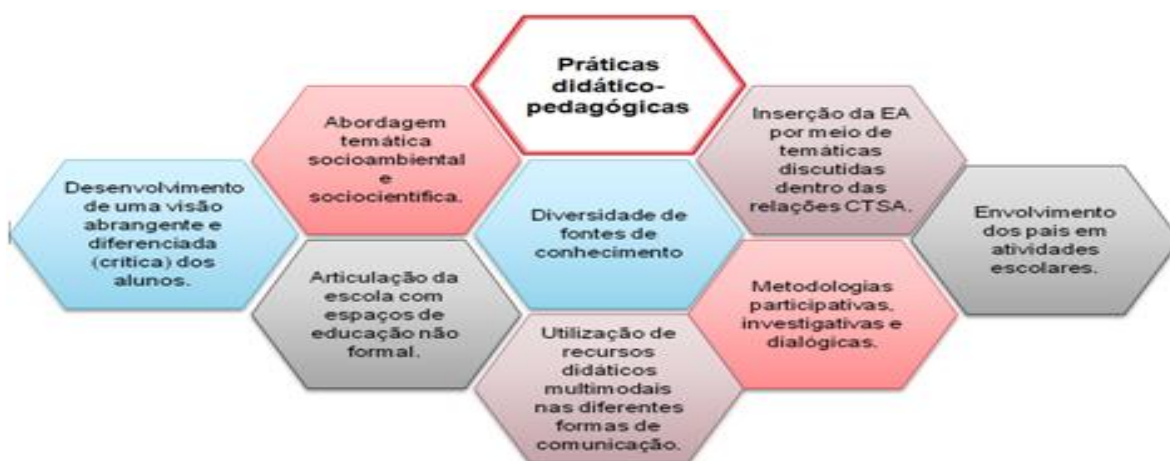 Práticas
didático-
pedagógicas
Abordagem
temática
socioambiental
e
sociocientífica.
Inserção da EA
por meio de
temáticas
discutidas
dentro das
relações CTSA.
Desenvolvimento
de uma visão
abrangente e
diferenciada
(crítica) dos
alunos.
Diversidade de
fontes de
conhecimento
Envolvimento
dos pais em
atividades
escolares.
Articulação da
escola com
espaços de
educação não
formal.
Metodologias
participativas,
investigativas e
dialógicas.
Utilização de
recursos
didáticos
multimodais
nas diferentes
formas de
comunicação.